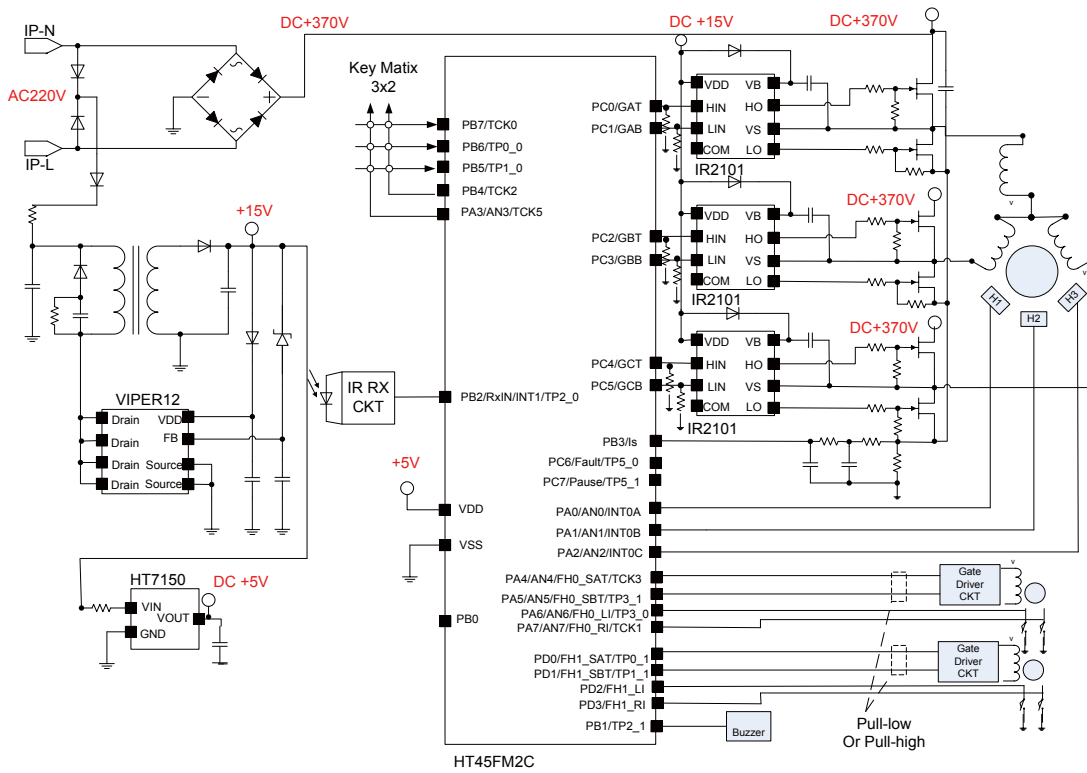 IP-N
AC220V
IP-L
DC+370V
Key Matix
3x2
DC +15V
DC+370V
PB7/TCK0
PB6/TP0_0
PB5/TP1_0
PB4/TCK2
PA3/AN3/TCK5
PB2/RxIN/INT1/TP2_0
VDD
VSS
PB0
PC0/GAT
PC1/GAB
PC2/GBT
PC3/GBB
PC4/GCT
PC5/GCB
PB3/Is
PC6/Fault/TP5_0
PC7/Pause/TP5_1
PA0/AN0/INT0A
PA1/AN1/INT0B
PA2/AN2/INT0C
PA4/AN4/FH0_SAT/TCK3
PA5/AN5/FH0_SBT/TP3_1
PA6/AN6/FH0_LI/TP3_0
PA7/AN7/FH0_RI/TCK1
PD0/FH1_SAT/TP0_1
PD1/FH1_SBT/TP1_1
PD2/FH1_LI
PD3/FH1_RI
PB1/TP2_1
HT45FM2C
VDD VB
HIN HO
LIN VS
COM LO
IR2101
DC+370V
VDD VB
HIN HO
LIN VS
COM LO
IR2101
DC+370V
VDD VB
HIN HO
LIN VS
COM LO
IR2101
v
v
v
H1
H2
H3
+15V
IR RX
CKT
VIPER12
Drain VDD
Drain FB
Drain Source
Drain Source
+5V
HT7150
DC +5V
VIN
VOUT
GND
Gate
Driver
CKT
v
Gate
Driver
CKT
v
Buzzer
Pull-low
Or Pull-high